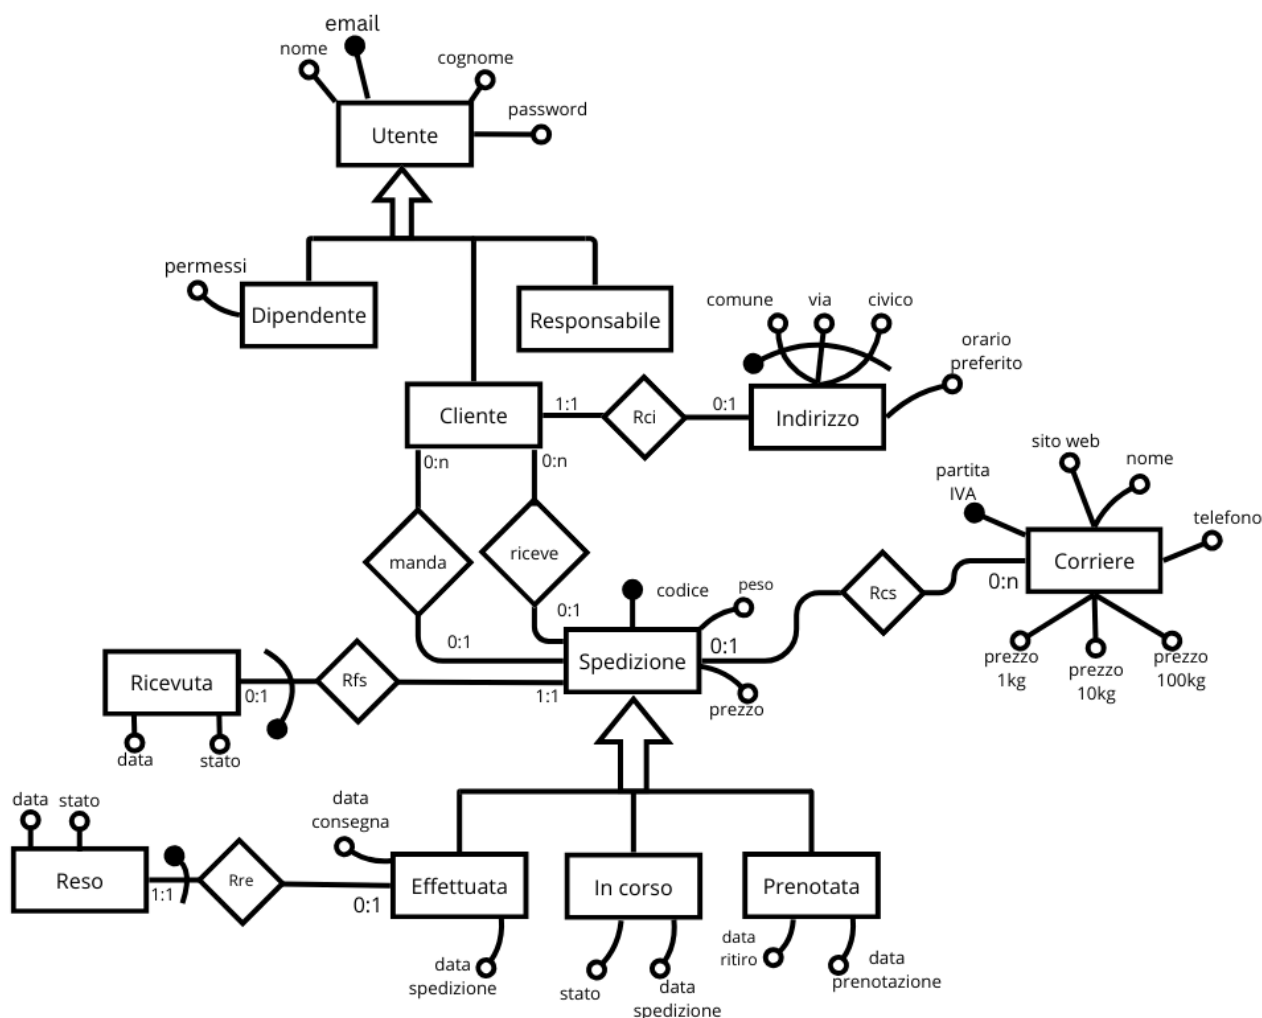 email
nome
cognome
password
Utente
permessi
Dipendente
Responsabile
comune
via
civico
orario
preferito
Cliente
1:1
Rci
0:1
Indirizzo
0:n
0:n
sito web
nome
partita
IVA
telefono
manda
riceve
Corriere
0:n
Rcs
codice
peso
0:1
0:1
0:1
Spedizione
Ricevuta
0:1
Rfs
1:1
prezzo
prezzo
1kg
prezzo
10kg
prezzo
100kg
data
stato
data
stato
data
consegna
Reso
1:1
Rre
0:1
Effettuata
In corso
Prenotata
data
spedizione
stato
data
spedizione
data
ritiro
data
prenotazione